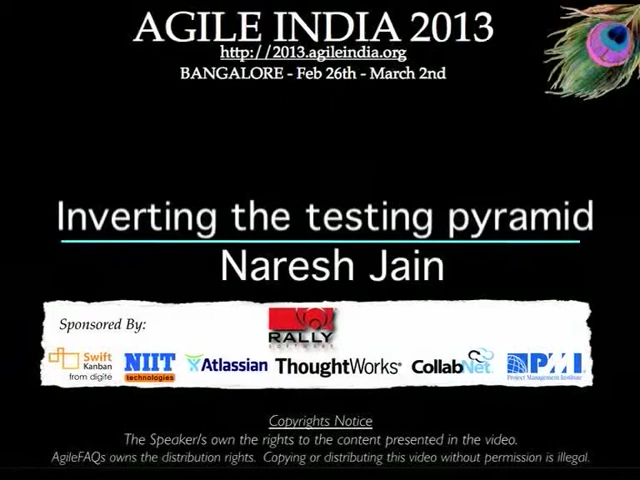 AGILE INDIA 2013
http://2013.agileindia.org
BANGALORE - Feb 26th - March 2nd
Inverting the testing pyramid
Naresh Jain
Sponsored By:
RALLY
Swift Kanban
from digite
NIIT
technologies
Atlassian
ThoughtWorks®
CollabNet
PMI
Project Management Institute
Copyrights Notice
The Speaker/s own the rights to the content presented in the video.
AgileFAQs owns the distribution rights. Copying or distributing this video without permission is illegal.